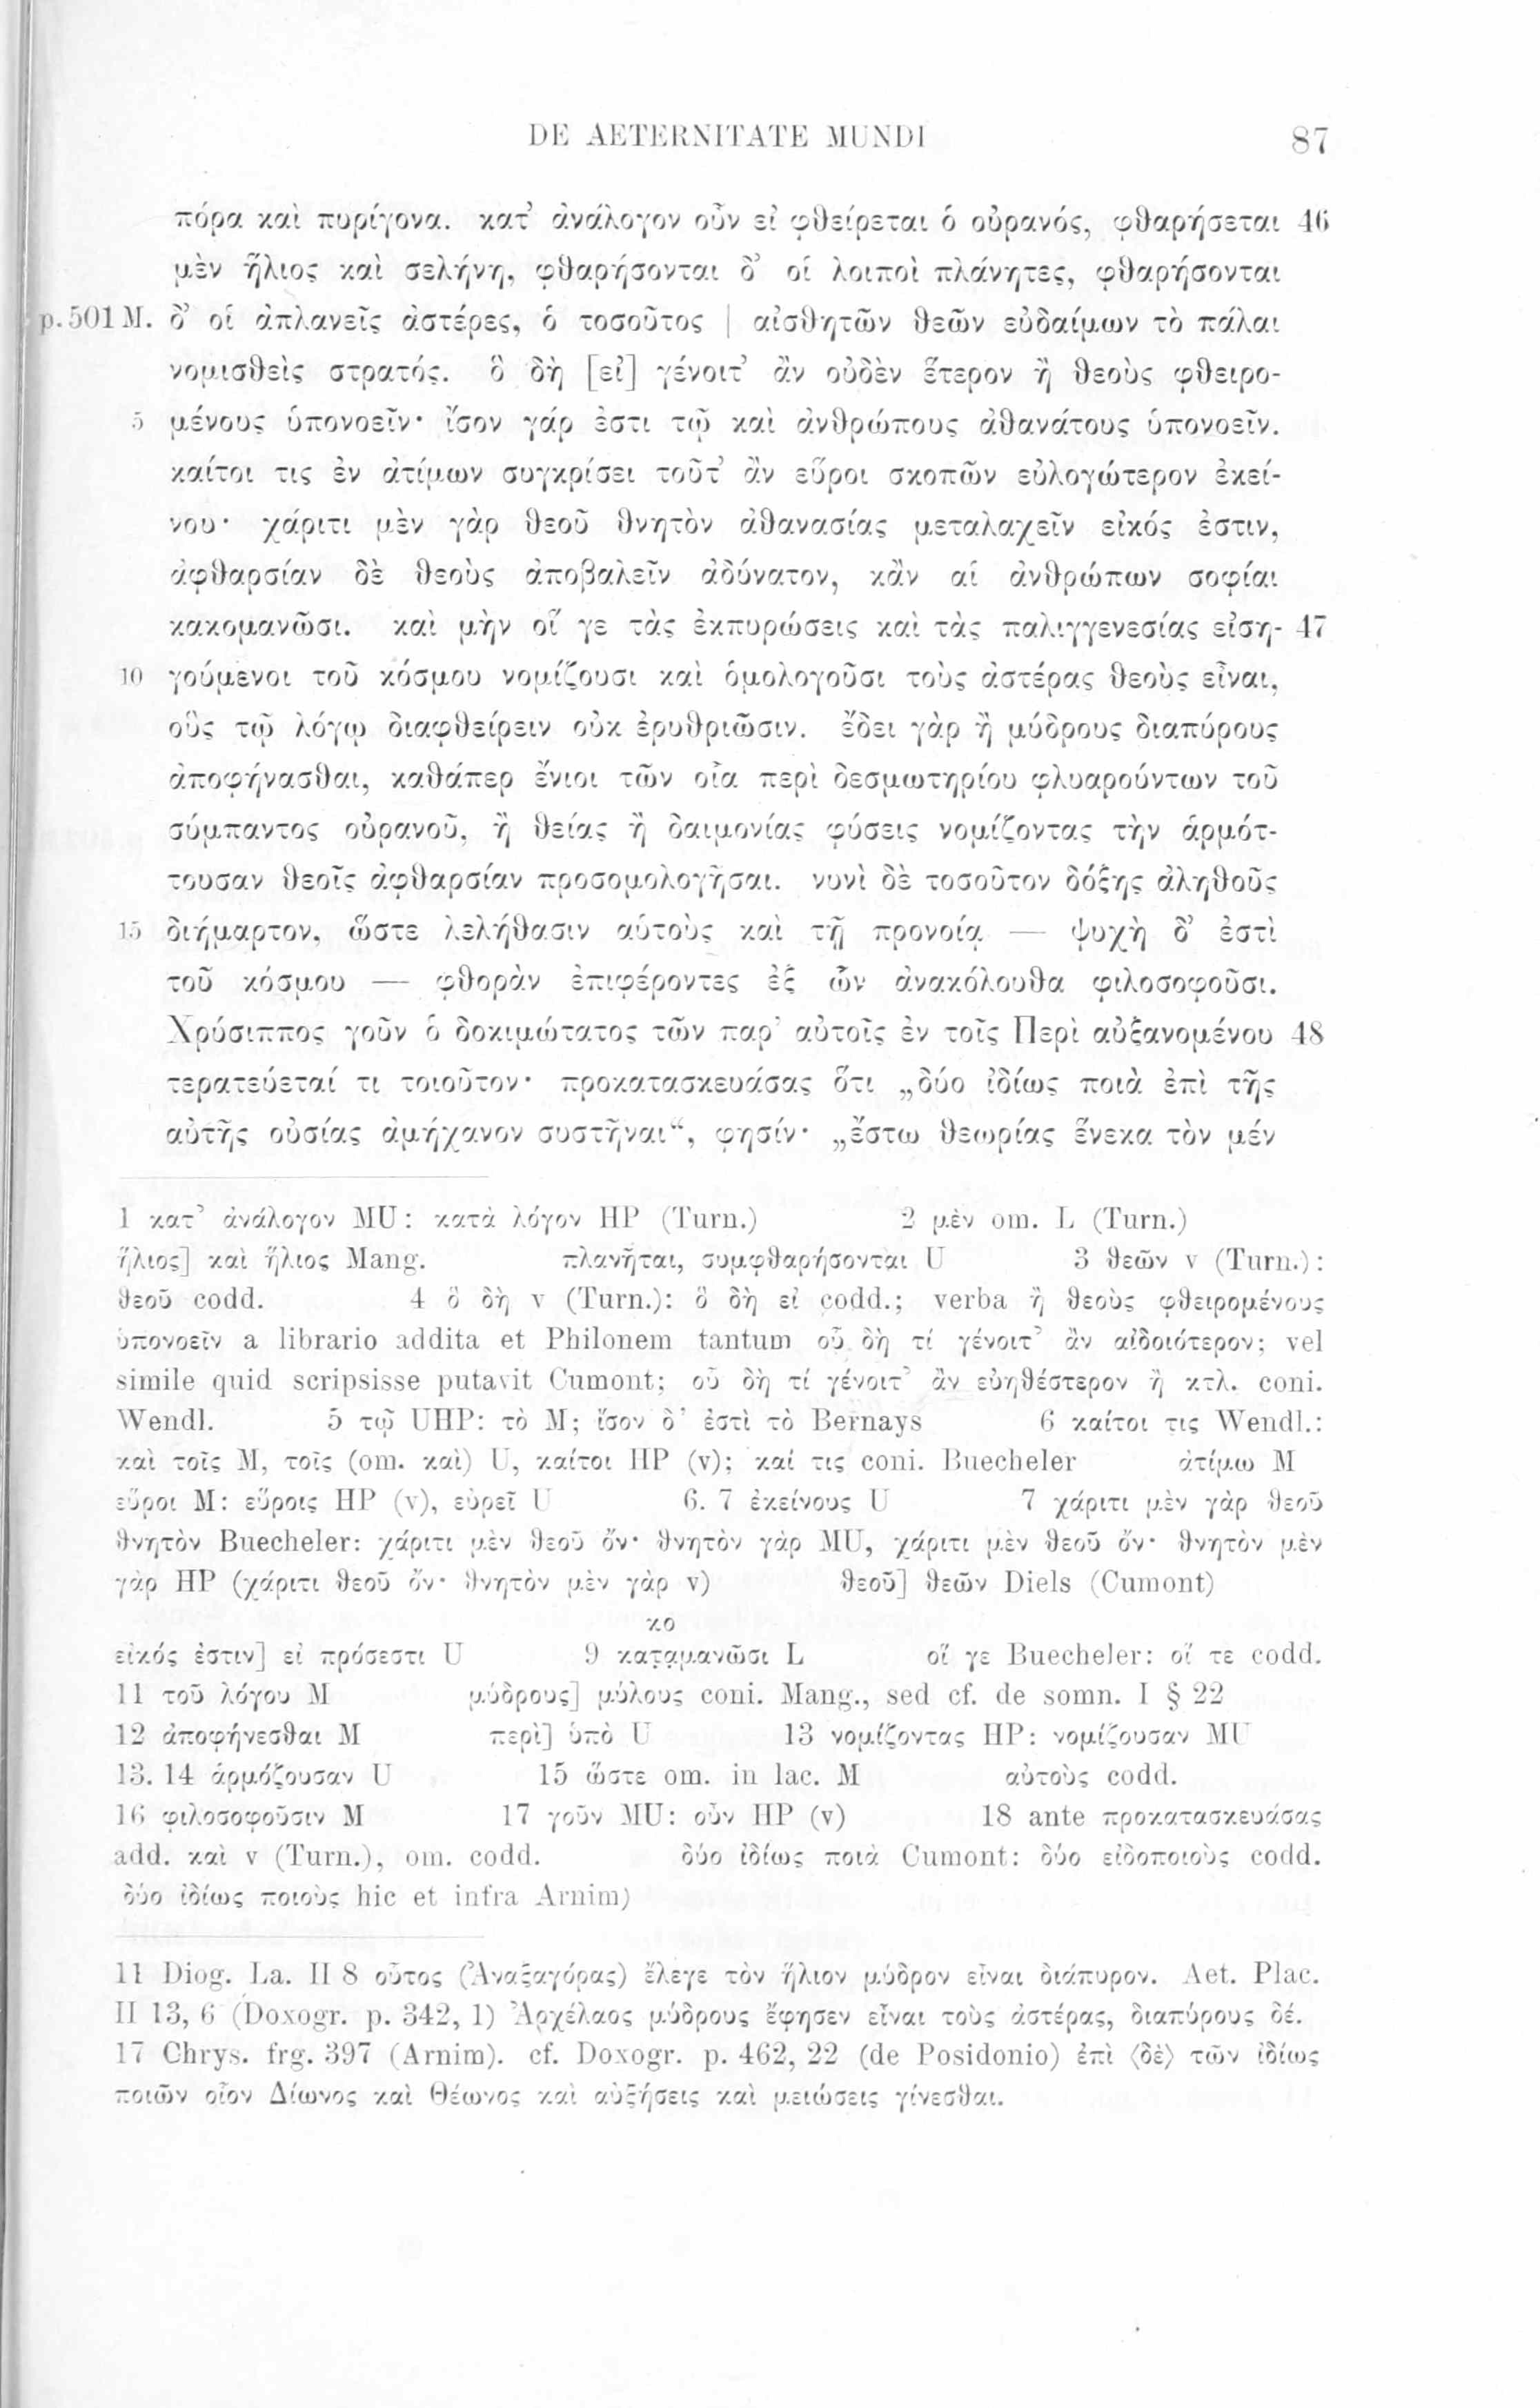 DE AETERNITATE MUNDI 87
πόρα καὶ πυρίγονα. κατ’ ἀνάλογον οὖν εἰ φθείρεται ὁ οὐρανός, φθαρήσεται 46
μὲν ἥλιος καὶ σελήνη, φθαρήσονται δ’ οἱ λοιποὶ πλάνητες, φθαρήσονται
p. 501 M. δ’ οἱ ἀπλανεῖς ἀστέρες, ὁ τοσοῦτος | αἰσθητῶν θεῶν εὐδαίμων τὸ πάλαι
νομισθεὶς στρατός. ὃ δὴ [εἰ] γένοιτ’ ἂν οὐδὲν ἕτερον ἢ θεοὺς φθειρο-
5 μένους ὑπονοεῖν· ἴσον γάρ ἐστι τῷ καὶ ἀνθρώπους ἀθανάτους ὑπονοεῖν.
καίτοι τις ἐν ἀτίμων συγκρίσει τοῦτ’ ἂν εὕροι σκοπῶν εὐλογώτερον ἐκεί-
νου· χάριτι μὲν γὰρ θεοῦ θνητὸν ἀθανασίας μεταλαχεῖν εἰκός ἐστιν,
ἀφθαρσίαν δὲ θεοὺς ἀποβαλεῖν ἀδύνατον, κἂν αἱ ἀνθρώπων σοφίαι
κακομανῶσι. καὶ μὴν οἵ γε τὰς ἐκπυρώσεις καὶ τὰς παλιγγενεσίας εἰση- 47
10 γούμενοι τοῦ κόσμου νομίζουσι καὶ ὁμολογοῦσι τοὺς ἀστέρας θεοὺς εἶναι,
οὓς τῷ λόγῳ διαφθείρειν οὐκ ἐρυθριῶσιν. ἔδει γὰρ ἢ μύδρους διαπύρους
ἀποφήνασθαι, καθάπερ ἔνιοι τῶν οἷα περὶ δεσμωτηρίου φλυαρούντων τοῦ
σύμπαντος οὐρανοῦ, ἢ θείας ἢ δαιμονίας φύσεις νομίζοντας τὴν ἁρμότ-
τουσαν θεοῖς ἀφθαρσίαν προσομολογῆσαι. νυνὶ δὲ τοσοῦτον δόξης ἀληθοῦς
15 διήμαρτον, ὥστε λελήθασιν αὑτοὺς καὶ τῇ προνοίᾳ — ψυχὴ δ’ ἐστὶ
τοῦ κόσμου — φθορὰν ἐπιφέροντες ἐξ ὧν ἀνακόλουθα φιλοσοφοῦσι.
Χρύσιππος γοῦν ὁ δοκιμώτατος τῶν παρ’ αὐτοῖς ἐν τοῖς Περὶ αὐξανομένου 48
τερατεύεταί τι τοιοῦτον· προκατασκευάσας ὅτι „δύο ἰδίως ποιὰ ἐπὶ τῆς
αὐτῆς οὐσίας ἀμήχανον συστῆναι“, φησίν· „ἔστω θεωρίας ἕνεκα τὸν μέν
1 κατ’ ἀνάλογον MU: κατὰ λόγον HP (Turn.) 2 μὲν om. L (Turn.)
ἥλιος] καὶ ἥλιος Mang. πλανῆται, συμφθαρήσονται U 3 θεῶν v (Turn.):
θεοῦ codd. 4 ὃ δὴ v (Turn.): ὃ δὴ εἰ codd.; verba ἢ θεοὺς φθειρομένους
ὑπονοεῖν a librario addita et Philonem tantum οὗ δὴ τί γένοιτ’ ἂν αἰδοιότερον; vel
simile quid scripsisse putavit Cumont; οὗ δὴ τί γένοιτ’ ἂν εὐηθέστερον ἢ κτλ. coni.
Wendl. 5 τῷ UHP: τὸ M; ἴσον δ’ ἐστὶ τὸ Bernays 6 καίτοι τις Wendl.:
καὶ τοῖς M, τοῖς (om. καὶ) U, καίτοι HP (v); καί τις coni. Buecheler ἀτίμω M
εὕροι M: εὕροις HP (v), εὑρεῖ U 6. 7 ἐκείνους U 7 χάριτι μὲν γὰρ θεοῦ
θνητὸν Buecheler: χάριτι μὲν θεοῦ ὄν· θνητὸν γὰρ MU, χάριτι μὲν θεοῦ ὄν· θνητὸν μὲν
γὰρ HP (χάριτι θεοῦ ὄν· θνητὸν μὲν γὰρ v) θεοῦ] θεῶν Diels (Cumont)
κο
εἰκός ἐστιν] εἰ πρόσεστι U 9 καταμανῶσι L οἵ γε Buecheler: οἵ τε codd.
11 τοῦ λόγου M μύδρους] μύλους coni. Mang., sed cf. de somn. I § 22
12 ἀποφήνεσθαι M περὶ] ὑπὸ U 13 νομίζοντας HP: νομίζουσαν MU
13. 14 ἁρμόζουσαν U 15 ὥστε om. in lac. M αὐτοὺς codd.
16 φιλοσοφοῦσιν M 17 γοῦν MU: οὖν HP (v) 18 ante προκατασκευάσας
add. καὶ v (Turn.), om. codd. δύο ἰδίως ποιὰ Cumont: δύο εἰδοποιοὺς codd.
δύο ἰδίως ποιοὺς hic et infra Arnim)
11 Diog. La. II 8 οὗτος (Ἀναξαγόρας) ἔλεγε τὸν ἥλιον μύδρον εἶναι διάπυρον. Aet. Plac.
II 13, 6 (Doxogr. p. 342, 1) Ἀρχέλαος μύδρους ἔφησεν εἶναι τοὺς ἀστέρας, διαπύρους δέ.
17 Chrys. frg. 397 (Arnim). cf. Doxogr. p. 462, 22 (de Posidonio) ἐπὶ ⟨δὲ⟩ τῶν ἰδίως
ποιῶν οἷον Δίωνος καὶ Θέωνος καὶ αὐξήσεις καὶ μειώσεις γίνεσθαι.